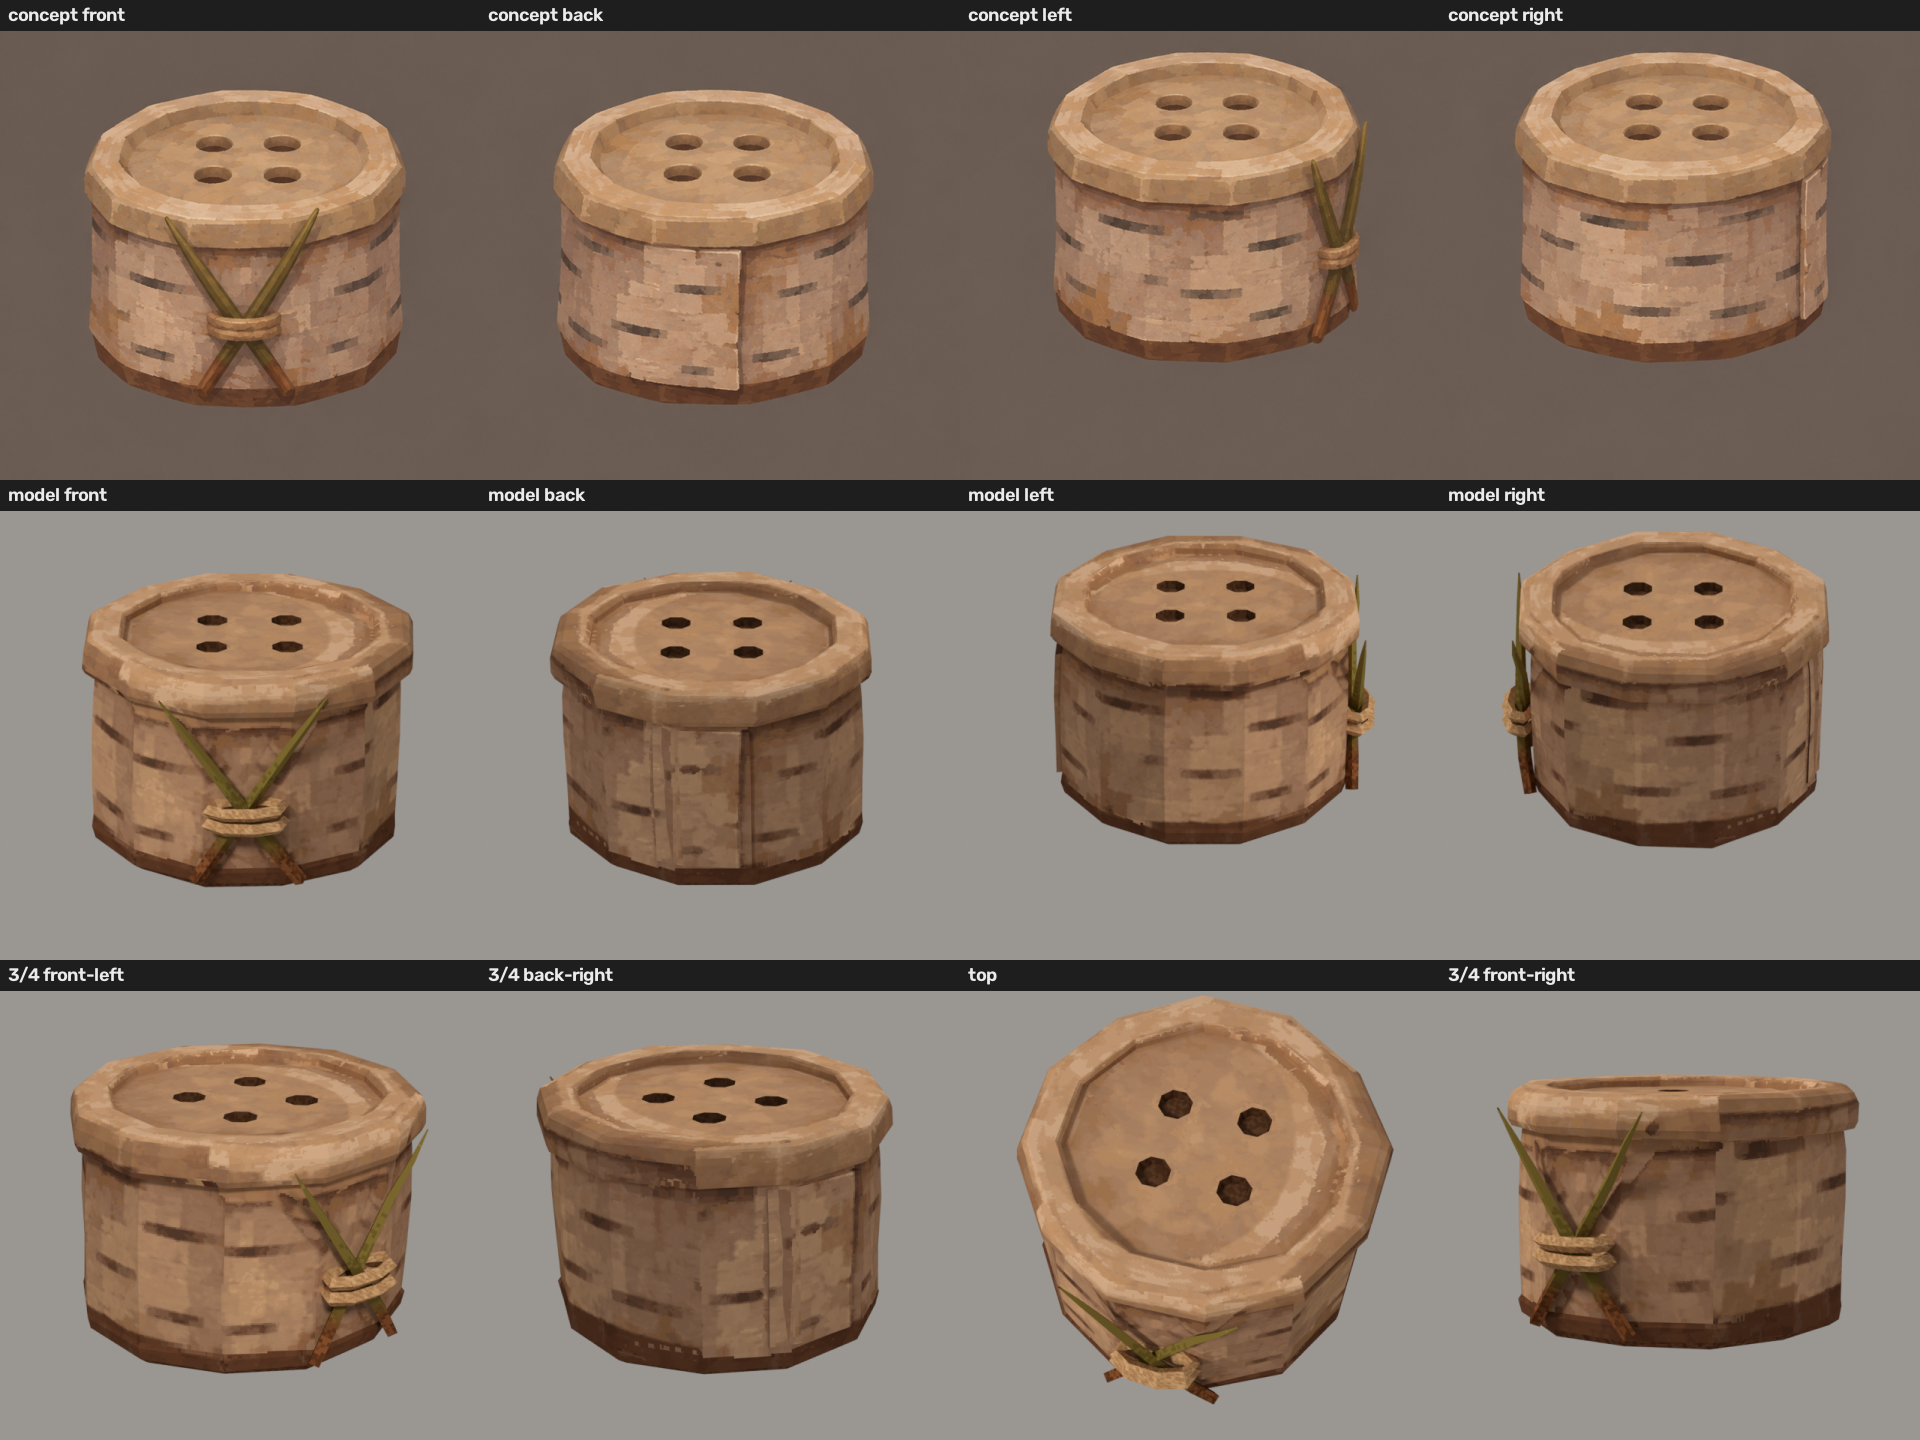 concept front
concept back
concept left
concept right
model front
model back
model left
model right
3/4 front-left
3/4 back-right
top
3/4 front-right